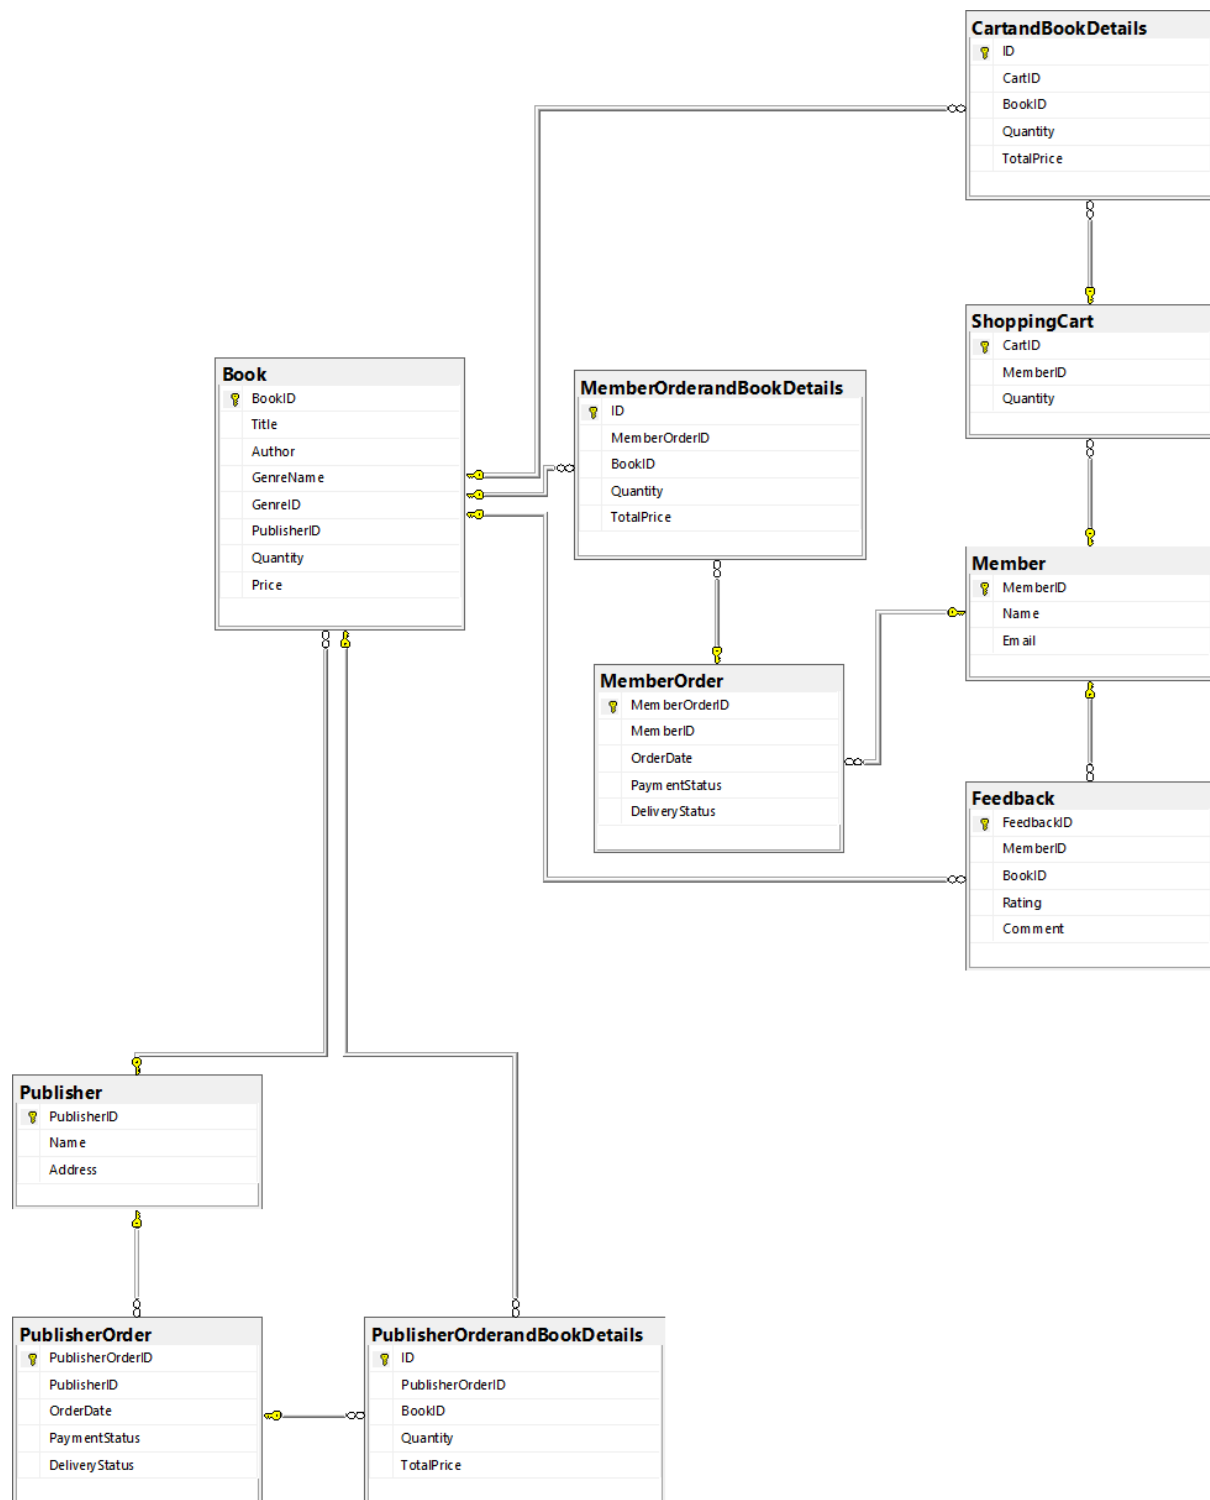 CartandBookDetails
ID
CartID
BookID
Quantity
TotalPrice
ShoppingCart
CartID
MemberID
Quantity
Book
BookID
Title
Author
GenreName
GenreID
PublisherID
Quantity
Price
MemberOrderandBookDetails
ID
MemberOrderID
BookID
Quantity
TotalPrice
Member
MemberID
Name
Email
MemberOrder
MemberOrderID
MemberID
OrderDate
PaymentStatus
DeliveryStatus
Feedback
FeedbackID
MemberID
BookID
Rating
Comment
Publisher
PublisherID
Name
Address
PublisherOrder
PublisherOrderID
PublisherID
OrderDate
PaymentStatus
DeliveryStatus
PublisherOrderandBookDetails
ID
PublisherOrderID
BookID
Quantity
TotalPrice